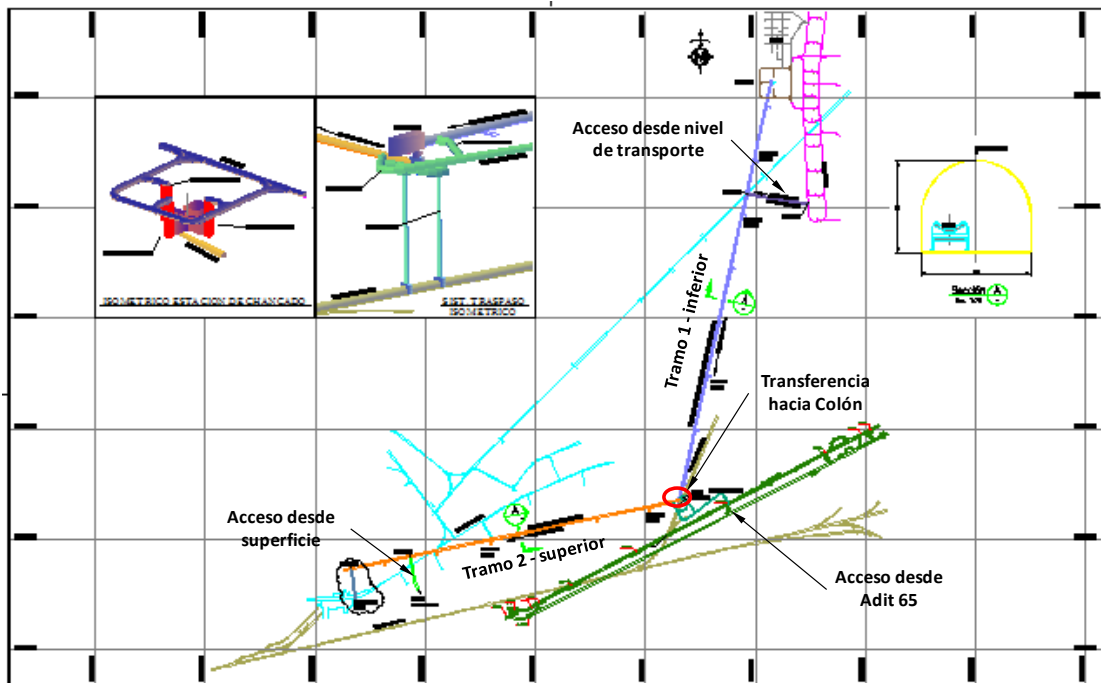 Acceso desde nivel
de transporte
ISOMETRICO ESTACION DE CHANCADO
SIST. TRASPASO
ISOMETRICO
Sección A
A
Tramo 1 - inferior
Transferencia
hacia Colón
Acceso desde
superficie
A
Tramo 2 - superior
Acceso desde
Adit 65